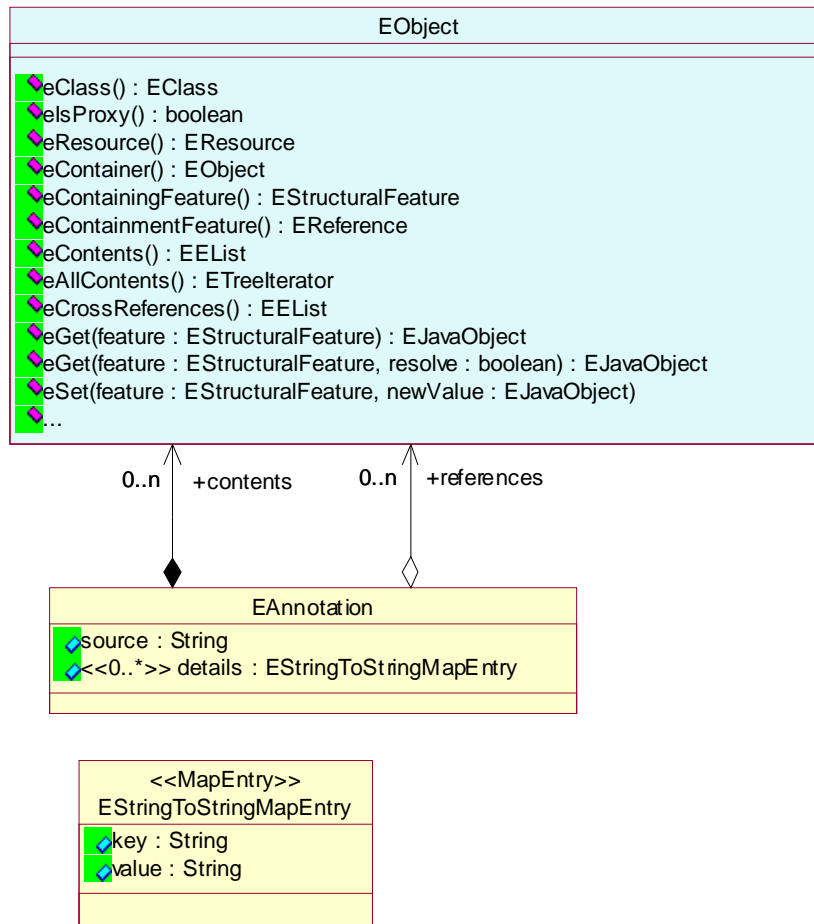 EObject
eClass() : EClass
eIsProxy() : boolean
eResource() : EResource
eContainer() : EObject
eContainingFeature() : EStructuralFeature
eContainmentFeature() : EReference
eContents() : EEList
eAllContents() : ETreeIterator
eCrossReferences() : EEList
eGet(feature : EStructuralFeature) : EJavaObject
eGet(feature : EStructuralFeature, resolve : boolean) : EJavaObject
eSet(feature : EStructuralFeature, newValue : EJavaObject)
...
0..n +contents 0..n +references
EAnnotation
source : String
<<0..*>> details : EStringToStringMapEntry
<<MapEntry>>
EStringToStringMapEntry
key : String
value : String